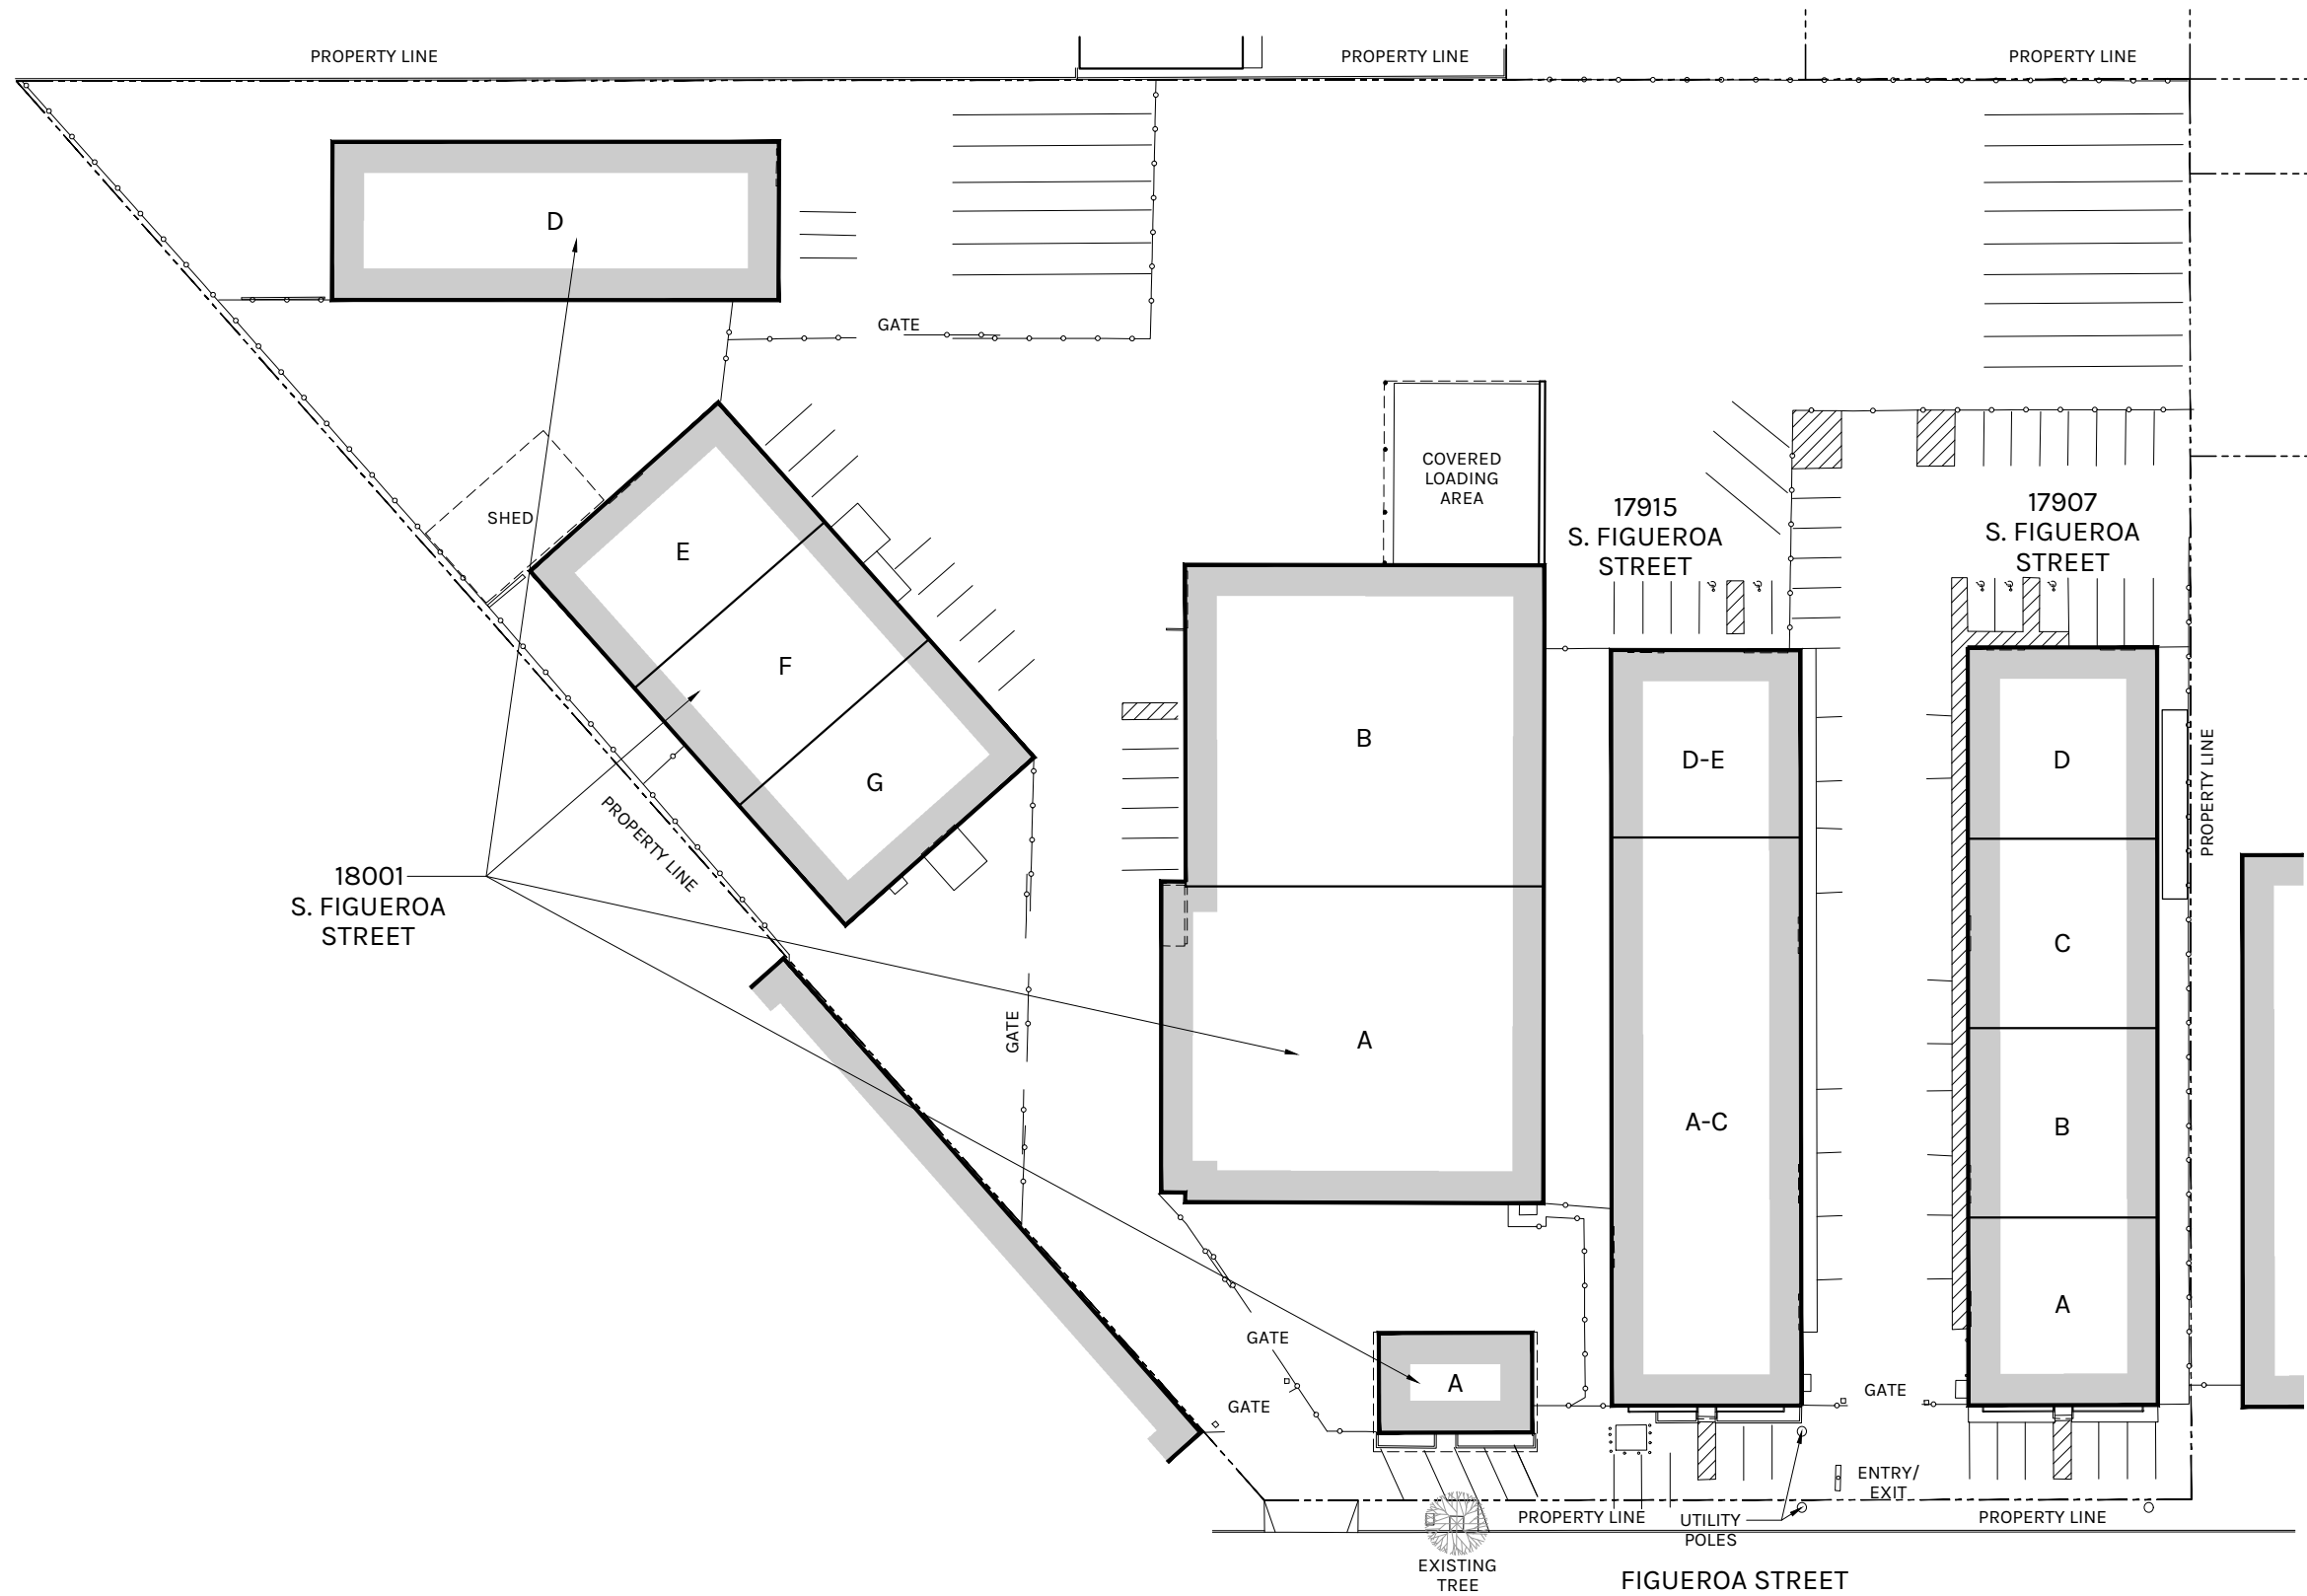 PROPERTY LINE
PROPERTY LINE
PROPERTY LINE
D
GATE
COVERED
LOADING
AREA
17915
S. FIGUEROA
STREET
17907
S. FIGUEROA
STREET
SHED
E
F
G
B
D-E
D
PROPERTY LINE
PROPERTY LINE
18001
S. FIGUEROA
STREET
C
GATE
A
A-C
B
A
GATE
A
GATE
GATE
ENTRY/
EXIT
PROPERTY LINE
UTILITY
POLES
PROPERTY LINE
EXISTING
TREE
FIGUEROA STREET